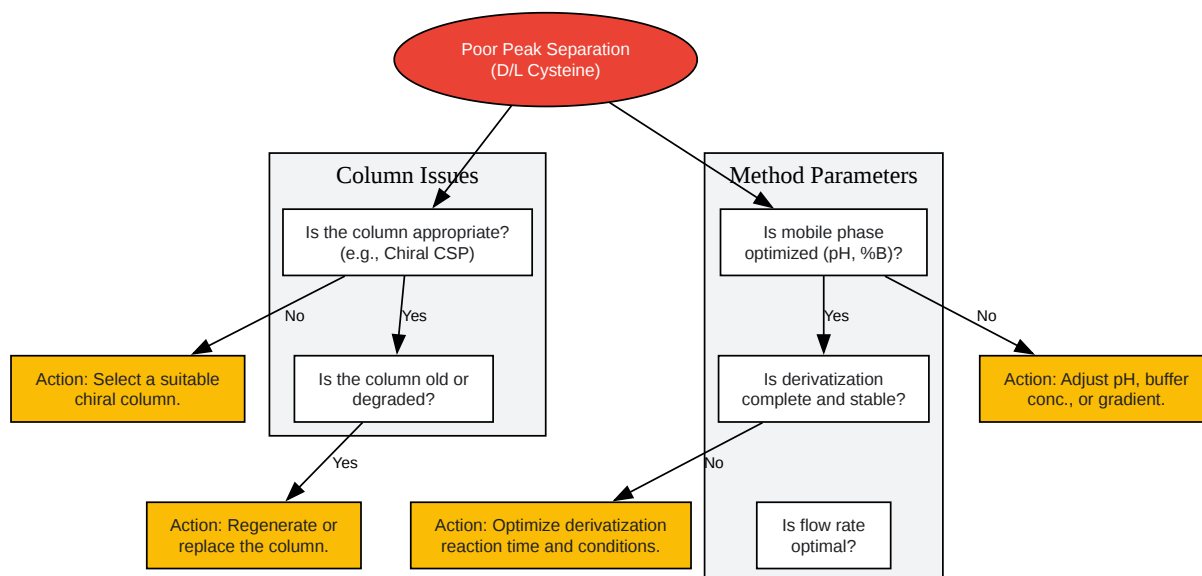 Poor Peak Separation
(D/L Cysteine)
Column Issues
Method Parameters
Is the column appropriate?
(e.g., Chiral CSP)
Is mobile phase
optimized (pH, %B)?
No
Yes
Yes
No
Action: Select a suitable
chiral column.
Is the column old or
degraded?
Is derivatization
complete and stable?
Action: Adjust pH, buffer
conc., or gradient.
Yes
No
Action: Regenerate or
replace the column.
Action: Optimize derivatization
reaction time and conditions.
Is flow rate
optimal?